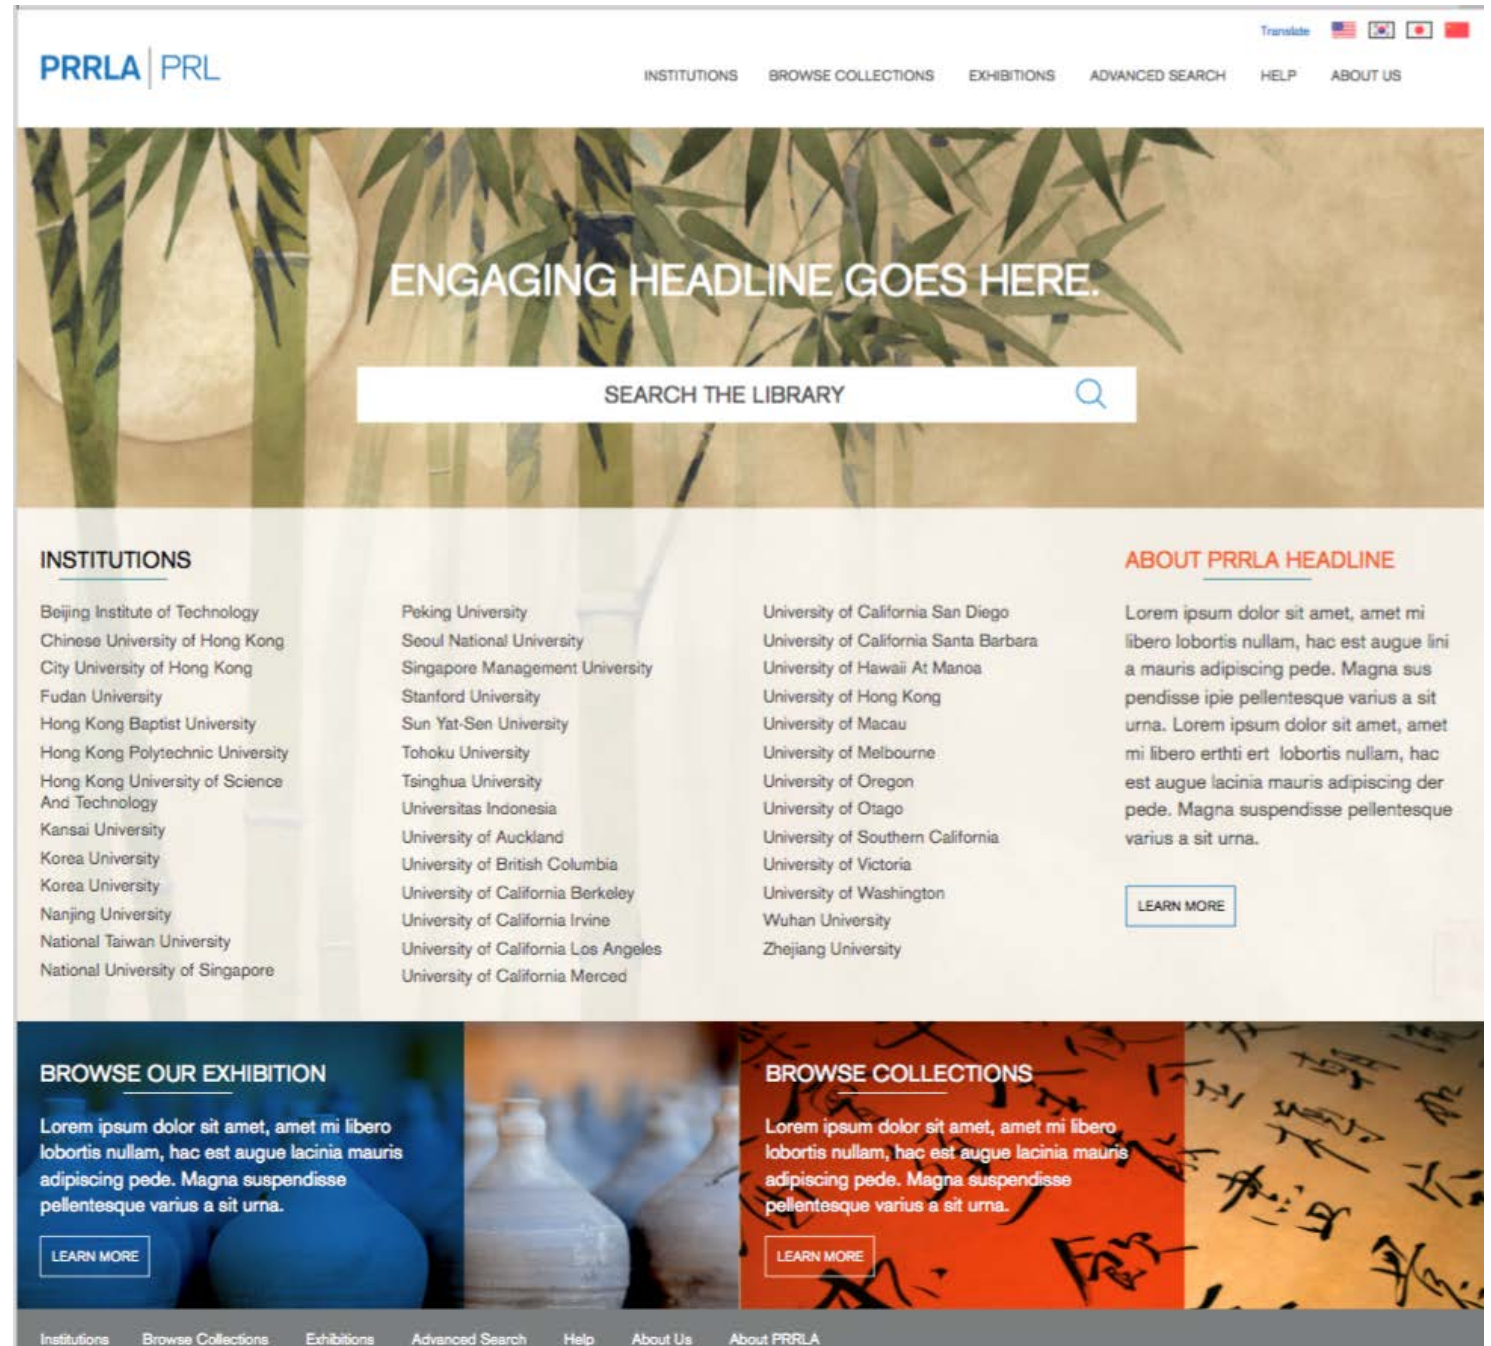 Translate
PRRLA | PRL
INSTITUTIONS BROWSE COLLECTIONS EXHIBITIONS ADVANCED SEARCH HELP ABOUT US
ENGAGING HEADLINE GOES HERE.
SEARCH THE LIBRARY
INSTITUTIONS
Beijing Institute of Technology
Chinese University of Hong Kong
City University of Hong Kong
Fudan University
Hong Kong Baptist University
Hong Kong Polytechnic University
Hong Kong University of Science
And Technology
Kansai University
Korea University
Korea University
Nanjing University
National Taiwan University
National University of Singapore
Peking University
Seoul National University
Singapore Management University
Stanford University
Sun Yat-Sen University
Tohoku University
Tsinghua University
Universitas Indonesia
University of Auckland
University of British Columbia
University of California Berkeley
University of California Irvine
University of California Los Angeles
University of California Merced
University of California San Diego
University of California Santa Barbara
University of Hawaii At Manoa
University of Hong Kong
University of Macau
University of Melbourne
University of Oregon
University of Otago
University of Southern California
University of Victoria
University of Washington
Wuhan University
Zhejiang University
ABOUT PRRLA HEADLINE
Lorem ipsum dolor sit amet, amet mi
libero lobortis nullam, hac est augue lini
a mauris adipiscing pede. Magna sus
pendisse ipie pellentesque varius a sit
urna. Lorem ipsum dolor sit amet, amet
mi libero erthti ert lobortis nullam, hac
est augue lacinia mauris adipiscing der
pede. Magna suspendisse pellentesque
varius a sit urna.
LEARN MORE
BROWSE OUR EXHIBITION
Lorem ipsum dolor sit amet, amet mi libero
lobortis nullam, hac est augue lacinia mauris
adipiscing pede. Magna suspendisse
pellentesque varius a sit urna.
LEARN MORE
BROWSE COLLECTIONS
Lorem ipsum dolor sit amet, amet mi libero
lobortis nullam, hac est augue lacinia mauris
adipiscing pede. Magna suspendisse
pellentesque varius a sit urna.
LEARN MORE
Institutions Browse Collections Exhibitions Advanced Search Help About Us About PRRLA